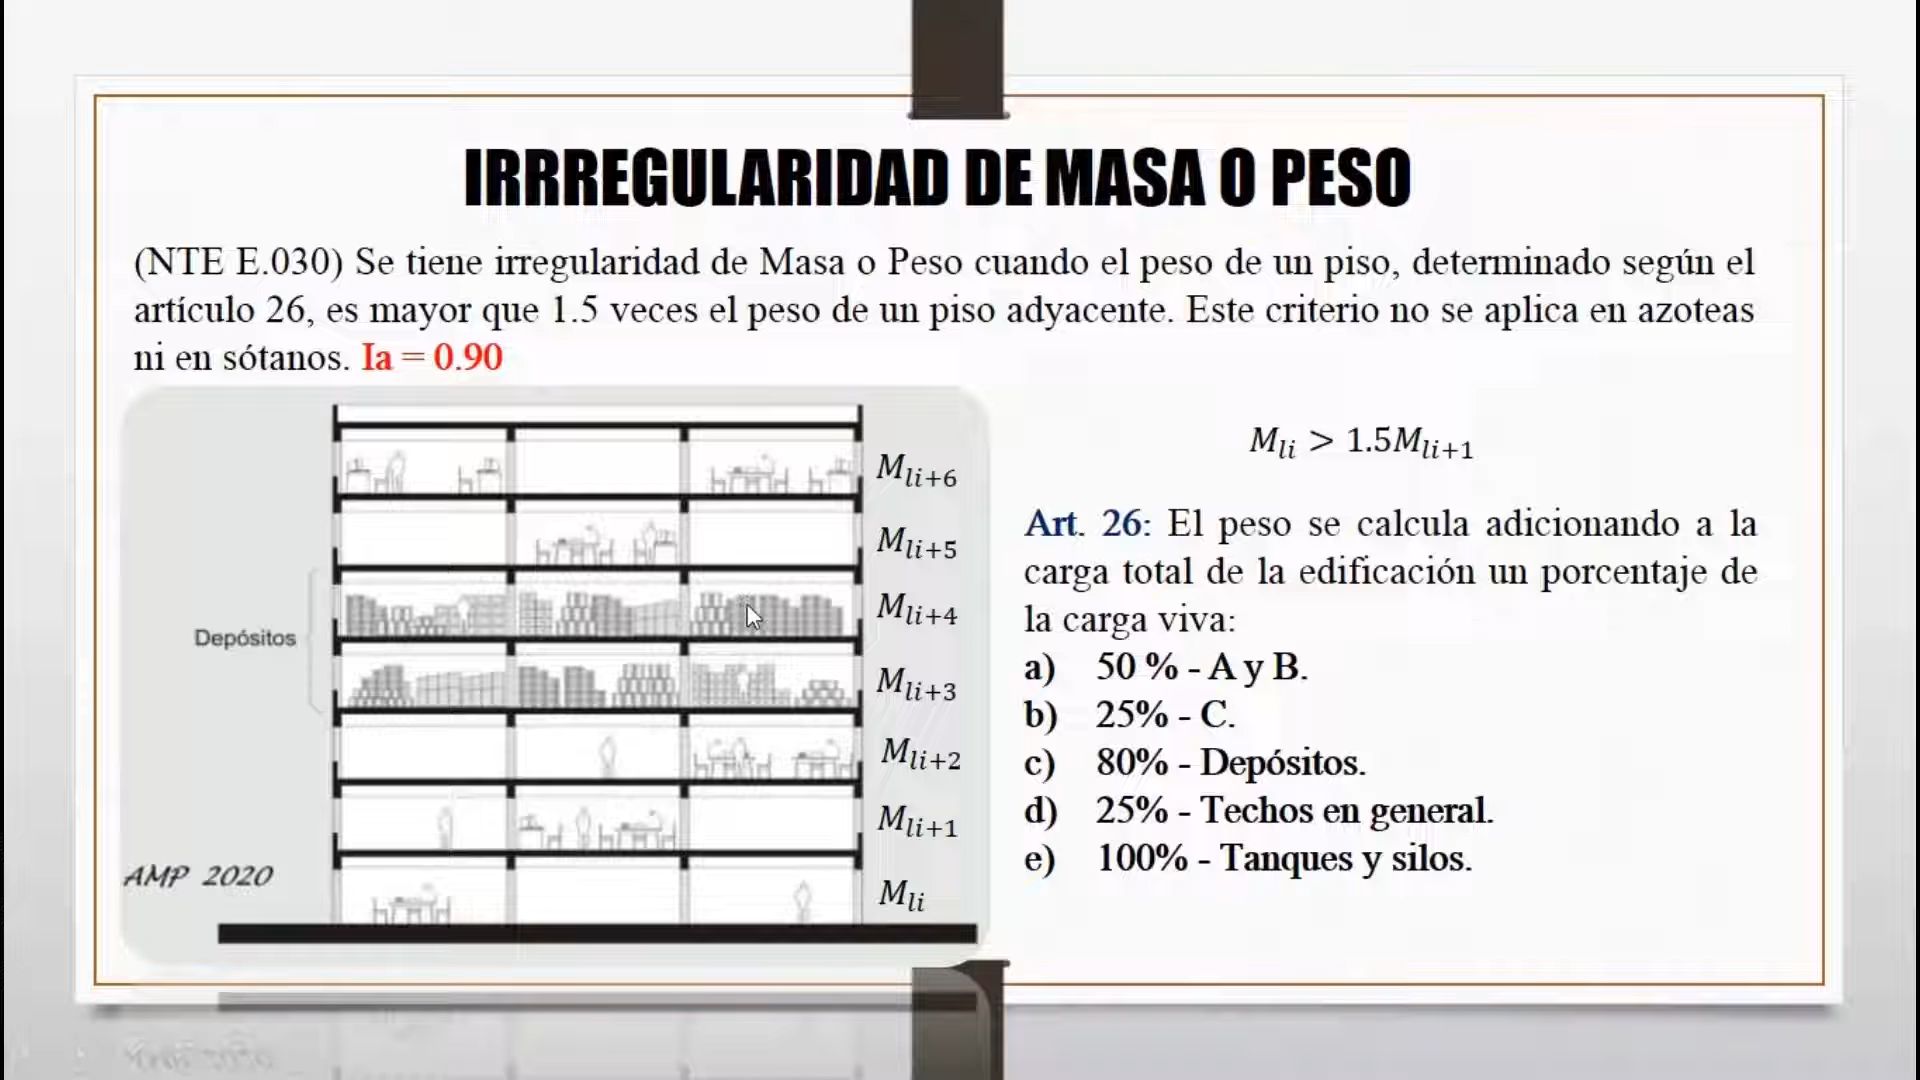 IRRREGULARIDAD DE MASA O PESO
(NTE E.030) Se tiene irregularidad de Masa o Peso cuando el peso de un piso, determinado según el
artículo 26, es mayor que 1.5 veces el peso de un piso adyacente. Este criterio no se aplica en azoteas
ni en sótanos. Ia = 0.90
M_{li+6}
M_{li+5}
M_{li+4}
Depósitos
M_{li+3}
M_{li+2}
M_{li+1}
AMP 2020
M_{li}
M_{li} > 1.5M_{li+1}
Art. 26: El peso se calcula adicionando a la
carga total de la edificación un porcentaje de
la carga viva:
a) 50 % - A y B.
b) 25% - C.
c) 80% - Depósitos.
d) 25% - Techos en general.
e) 100% - Tanques y silos.